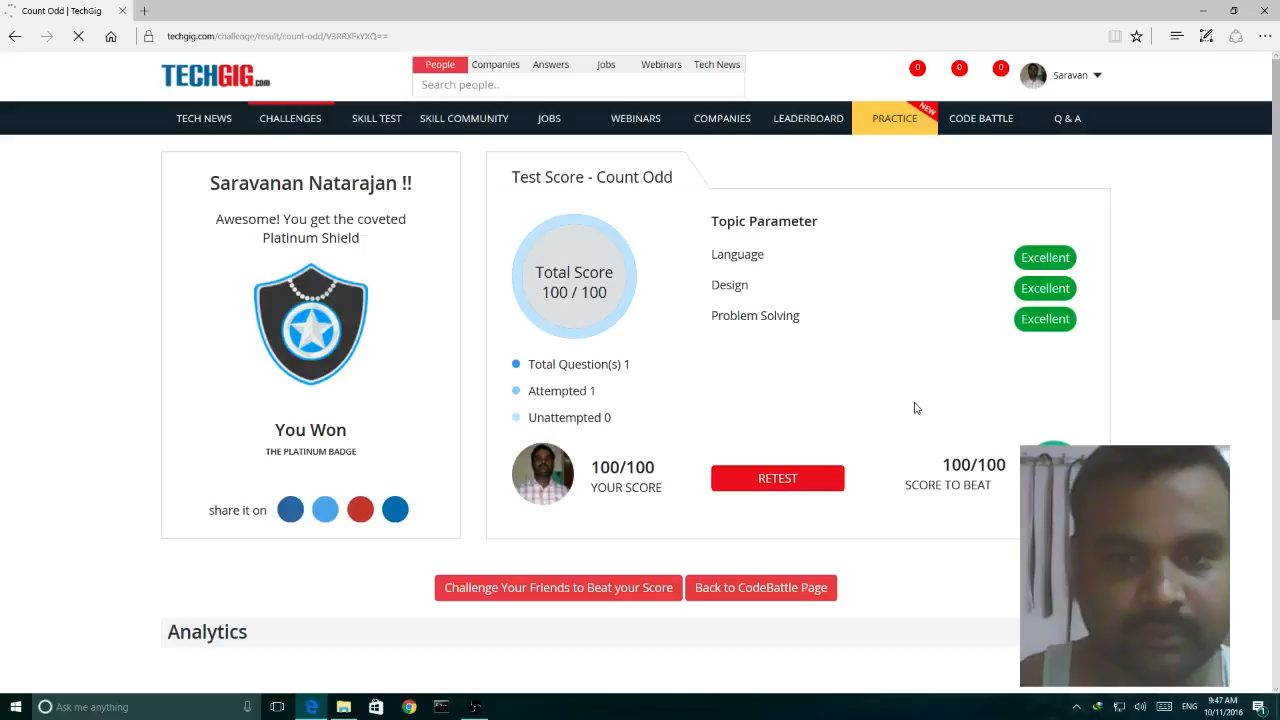 Count Odd | TechGig
techgig.com/challenge/result/count-odd/V3RRXFxYXQ==
TECHGIG.com
People Companies Answers Jobs Webinars Tech News
Search people..
0 0 0
Saravan
TECH NEWS CHALLENGES SKILL TEST SKILL COMMUNITY JOBS WEBINARS COMPANIES LEADERBOARD PRACTICE NEW CODE BATTLE Q & A
Saravanan Natarajan !!
Awesome! You get the coveted
Platinum Shield
You Won
THE PLATINUM BADGE
share it on
Test Score - Count Odd
Total Score
100 / 100
Total Question(s) 1
Attempted 1
Unattempted 0
Topic Parameter
Language Excellent
Design Excellent
Problem Solving Excellent
100/100
YOUR SCORE
RETEST
100/100
SCORE TO BEAT
Challenge Your Friends to Beat your Score
Back to CodeBattle Page
Analytics
Ask me anything
9:47 AM
10/11/2016